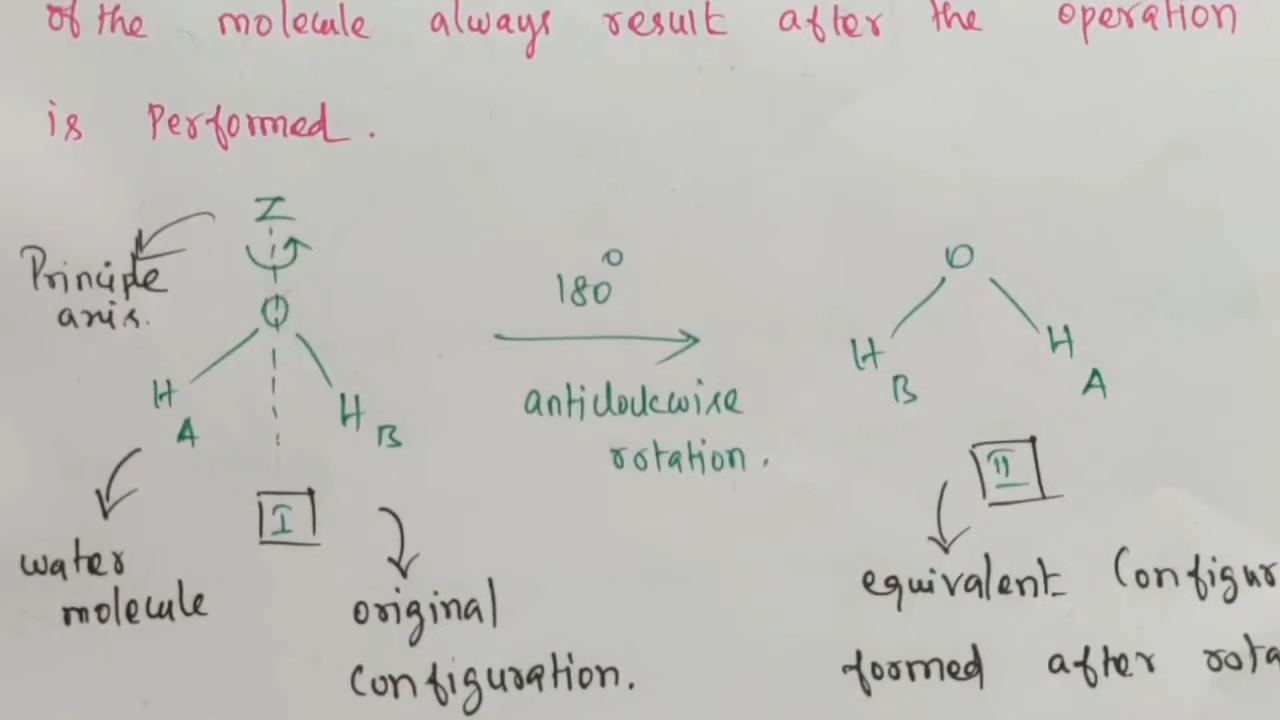 of the molecule always result after the operation
is Performed.
Z
Principle
axis.
O
H
A
H
B
180°
anticlockwise
rotation.
O
H
B
H
A
I
II
water
molecule
original
configuration.
equivalent Configur
formed after rota